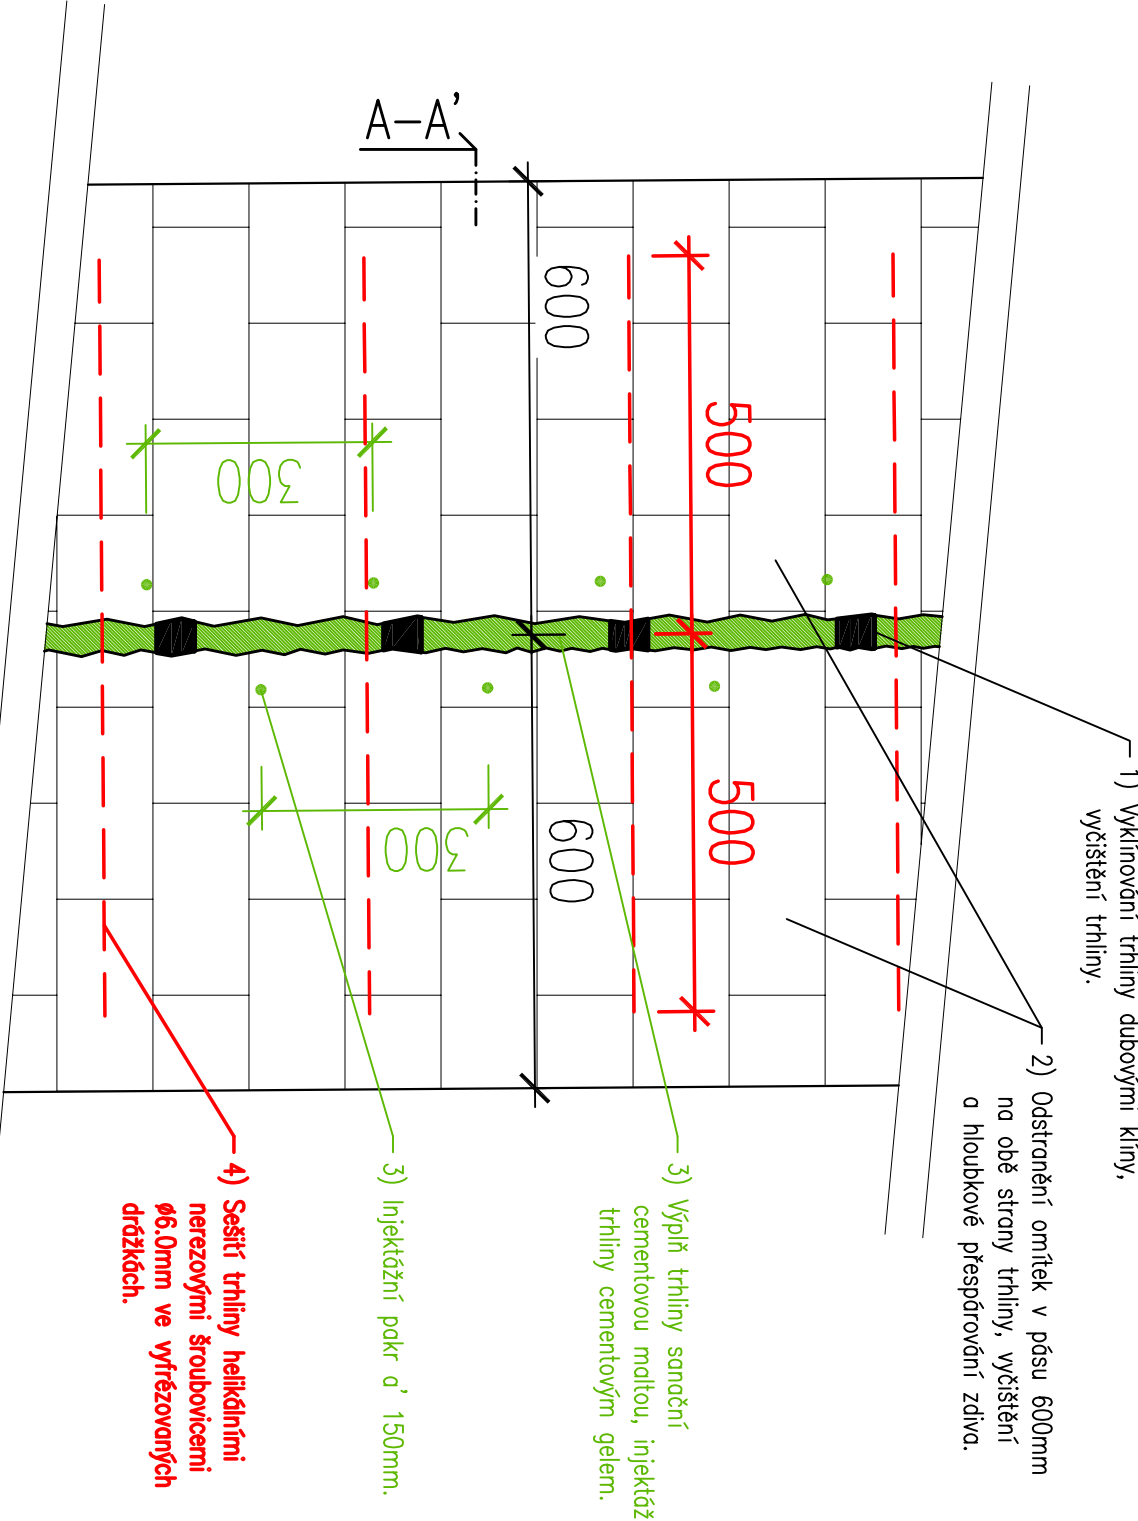 A-A'
600
500
300
500
300
600
1) Vyklínování trhliny dubovými klíny,
vyčištění trhliny.
2) Odstranění omítek v pásu 600mm
na obě strany trhliny, vyčištění
a hloubkové přespárování zdiva.
3) Výplň trhliny sanační
cementovou maltou, injektáž
trhliny cementovým gelem.
3) Injektážní pakr a' 150mm.
4) Sešití trhliny helikálními
nerezovými šroubovicemi
ø6.0mm ve vyfrézovaných
drážkách.